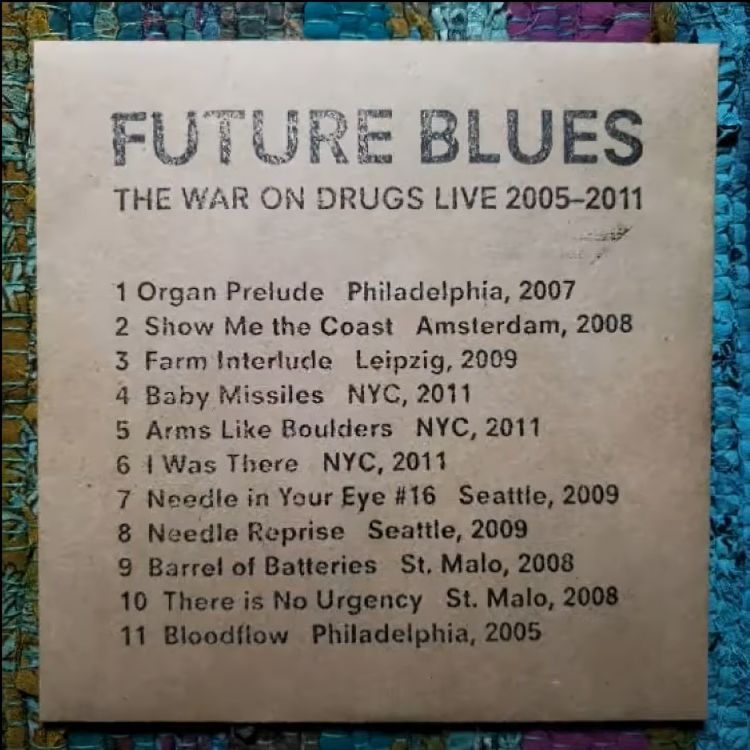 FUTURE BLUES
THE WAR ON DRUGS LIVE 2005–2011
1 Organ Prelude Philadelphia, 2007
2 Show Me the Coast Amsterdam, 2008
3 Farm Interlude Leipzig, 2009
4 Baby Missiles NYC, 2011
5 Arms Like Boulders NYC, 2011
6 I Was There NYC, 2011
7 Needle in Your Eye #16 Seattle, 2009
8 Needle Reprise Seattle, 2009
9 Barrel of Batteries St. Malo, 2008
10 There is No Urgency St. Malo, 2008
11 Bloodflow Philadelphia, 2005